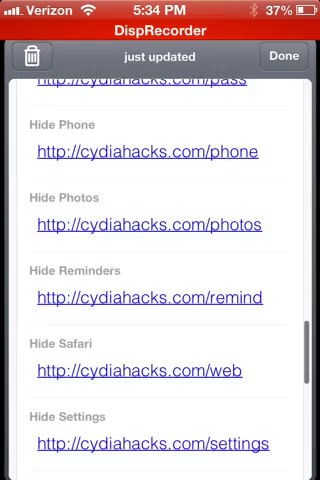 Verizon 5:34 PM 37%
DispRecorder
just updated Done
http://cydiahacks.com/pass
Hide Phone
http://cydiahacks.com/phone
Hide Photos
http://cydiahacks.com/photos
Hide Reminders
http://cydiahacks.com/remind
Hide Safari
http://cydiahacks.com/web
Hide Settings
http://cydiahacks.com/settings